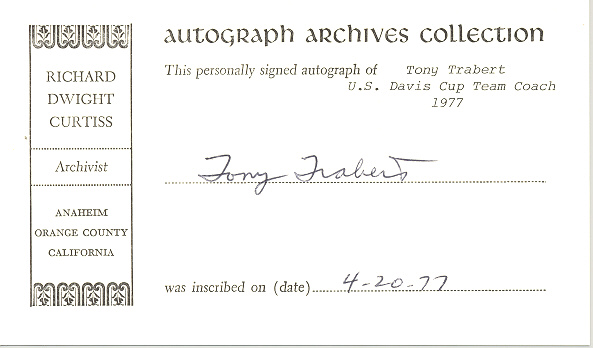 RICHARD
DWIGHT
CURTISS
Archivist
ANAHEIM
ORANGE COUNTY
CALIFORNIA
AUTOGRAPH ARCHIVES COLLECTION
This personally signed autograph of Tony Trabert
U.S. Davis Cup Team Coach
1977
Tony Trabert
was inscribed on (date) 4-20-77